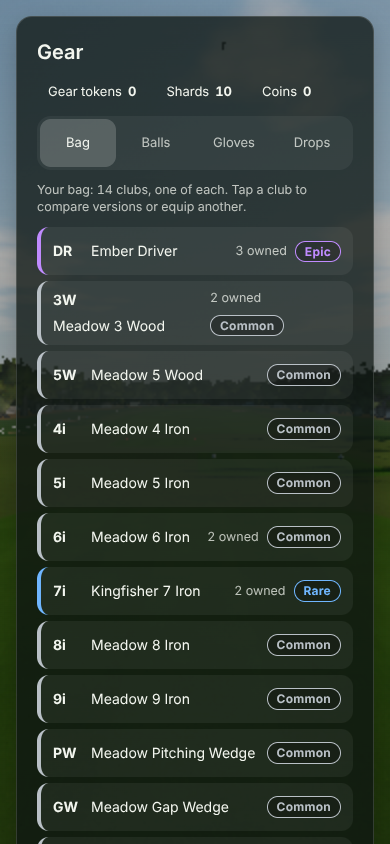 Gear
Gear tokens 0 Shards 10 Coins 0
Bag Balls Gloves Drops
Your bag: 14 clubs, one of each. Tap a club to
compare versions or equip another.
DR Ember Driver 3 owned Epic
3W 2 owned
Meadow 3 Wood Common
5W Meadow 5 Wood Common
4i Meadow 4 Iron Common
5i Meadow 5 Iron Common
6i Meadow 6 Iron 2 owned Common
7i Kingfisher 7 Iron 2 owned Rare
8i Meadow 8 Iron Common
9i Meadow 9 Iron Common
PW Meadow Pitching Wedge Common
GW Meadow Gap Wedge Common